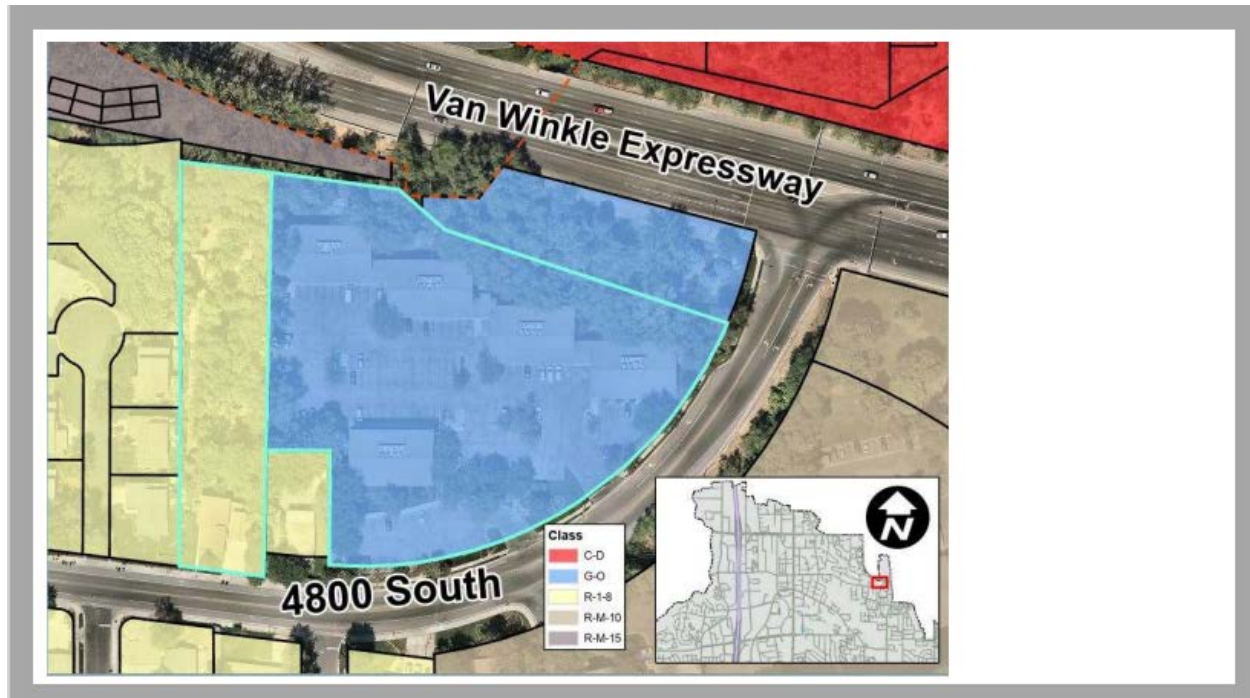 Van Winkle Expressway
4800 South
Class
C-D
G-O
R-1-8
R-M-10
R-M-15
N